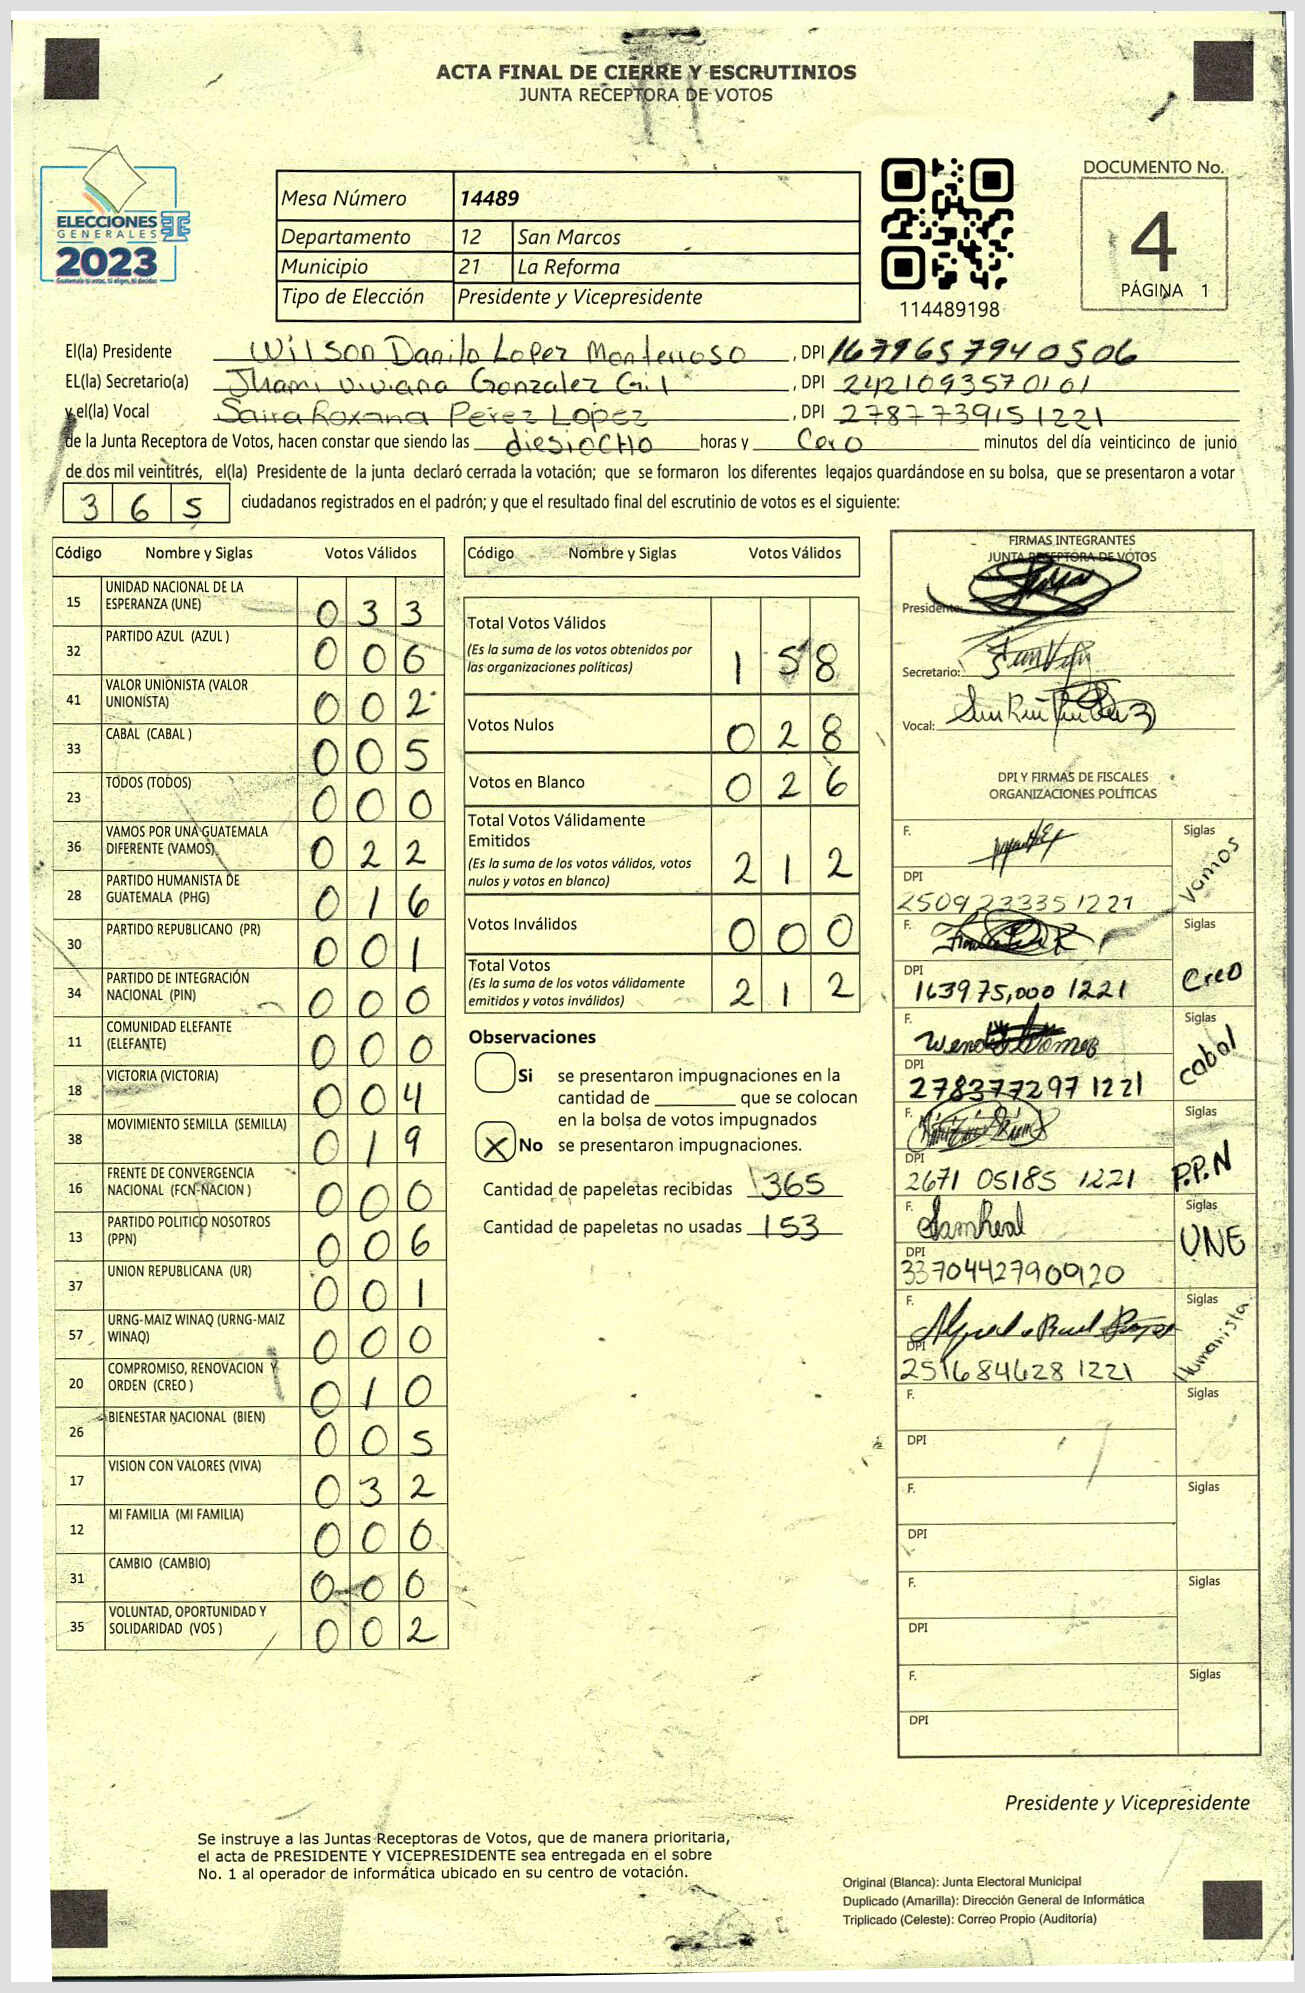 ACTA FINAL DE CIERRE Y ESCRUTINIOS
JUNTA RECEPTORA DE VOTOS
ELECCIONES
GENERALES
2023
Mesa Número 14489
Departamento 12 San Marcos
Municipio 21 La Reforma
Tipo de Elección Presidente y Vicepresidente
114489198
DOCUMENTO No.
4
PÁGINA 1
El(la) Presidente Wilson Danilo Lopez Monterroso, DPI 1679657940506
EL(la) Secretario(a) Jhami Viviana Gonzalez Gil, DPI 2421093570101
y el(la) Vocal Saira Roxana Perez Lopez, DPI 2787739151221
de la Junta Receptora de Votos, hacen constar que siendo las diesiocho horas y cero minutos del día veinticinco de junio
de dos mil veintitrés, el(la) Presidente de la junta declaró cerrada la votación; que se formaron los diferentes legajos guardándose en su bolsa, que se presentaron a votar
365 ciudadanos registrados en el padrón; y que el resultado final del escrutinio de votos es el siguiente:
Código Nombre y Siglas Votos Válidos
15 UNIDAD NACIONAL DE LA ESPERANZA (UNE) 0 3 3
32 PARTIDO AZUL (AZUL ) 0 0 6
41 VALOR UNIONISTA (VALOR UNIONISTA) 0 0 2
33 CABAL (CABAL ) 0 0 5
23 TODOS (TODOS) 0 0 0
36 VAMOS POR UNA GUATEMALA DIFERENTE (VAMOS) 0 2 2
28 PARTIDO HUMANISTA DE GUATEMALA (PHG) 0 1 6
30 PARTIDO REPUBLICANO (PR) 0 0 1
34 PARTIDO DE INTEGRACIÓN NACIONAL (PIN) 0 0 0
11 COMUNIDAD ELEFANTE (ELEFANTE) 0 0 0
18 VICTORIA (VICTORIA) 0 0 4
38 MOVIMIENTO SEMILLA (SEMILLA) 0 1 9
16 FRENTE DE CONVERGENCIA NACIONAL (FCN-NACION ) 0 0 0
13 PARTIDO POLITICO NOSOTROS (PPN) 0 0 6
37 UNION REPUBLICANA (UR) 0 0 1
57 URNG-MAIZ WINAQ (URNG-MAIZ WINAQ) 0 0 0
20 COMPROMISO, RENOVACION Y ORDEN (CREO ) 0 1 0
26 BIENESTAR NACIONAL (BIEN) 0 0 5
17 VISION CON VALORES (VIVA) 0 3 2
12 MI FAMILIA (MI FAMILIA) 0 0 0
31 CAMBIO (CAMBIO) 0 0 0
35 VOLUNTAD, OPORTUNIDAD Y SOLIDARIDAD (VOS ) 0 0 2
Código Nombre y Siglas Votos Válidos
Total Votos Válidos
(Es la suma de los votos obtenidos por
las organizaciones políticas) 1 5 8
Votos Nulos 0 2 8
Votos en Blanco 0 2 6
Total Votos Válidamente
Emitidos
(Es la suma de los votos válidos, votos
nulos y votos en blanco) 2 1 2
Votos Inválidos 0 0 0
Total Votos
(Es la suma de los votos válidamente
emitidos y votos inválidos) 2 1 2
Observaciones
Si se presentaron impugnaciones en la
cantidad de ________ que se colocan
en la bolsa de votos impugnados
X No se presentaron impugnaciones.
Cantidad de papeletas recibidas 365
Cantidad de papeletas no usadas 153
FIRMAS INTEGRANTES
JUNTA RECEPTORA DE VOTOS
Presidente:
Secretario:
Vocal:
DPI Y FIRMAS DE FISCALES
ORGANIZACIONES POLÍTICAS
F. Siglas Vamos
DPI 2509 23335 1221
F. Siglas Creo
DPI 163975,000 1221
F. Siglas Cabal
DPI 278377297 1221
F. Siglas P.P.N
DPI 2671 05185 1221
F. Siglas UNE
DPI 3370442790920
F. Siglas Humanista
DPI 251684628 1221
F. Siglas
DPI
F. Siglas
DPI
F. Siglas
DPI
F. Siglas
DPI
Presidente y Vicepresidente
Se instruye a las Juntas Receptoras de Votos, que de manera prioritaria,
el acta de PRESIDENTE Y VICEPRESIDENTE sea entregada en el sobre
No. 1 al operador de informática ubicado en su centro de votación.
Original (Blanca): Junta Electoral Municipal
Duplicado (Amarilla): Dirección General de Informática
Triplicado (Celeste): Correo Propio (Auditoría)